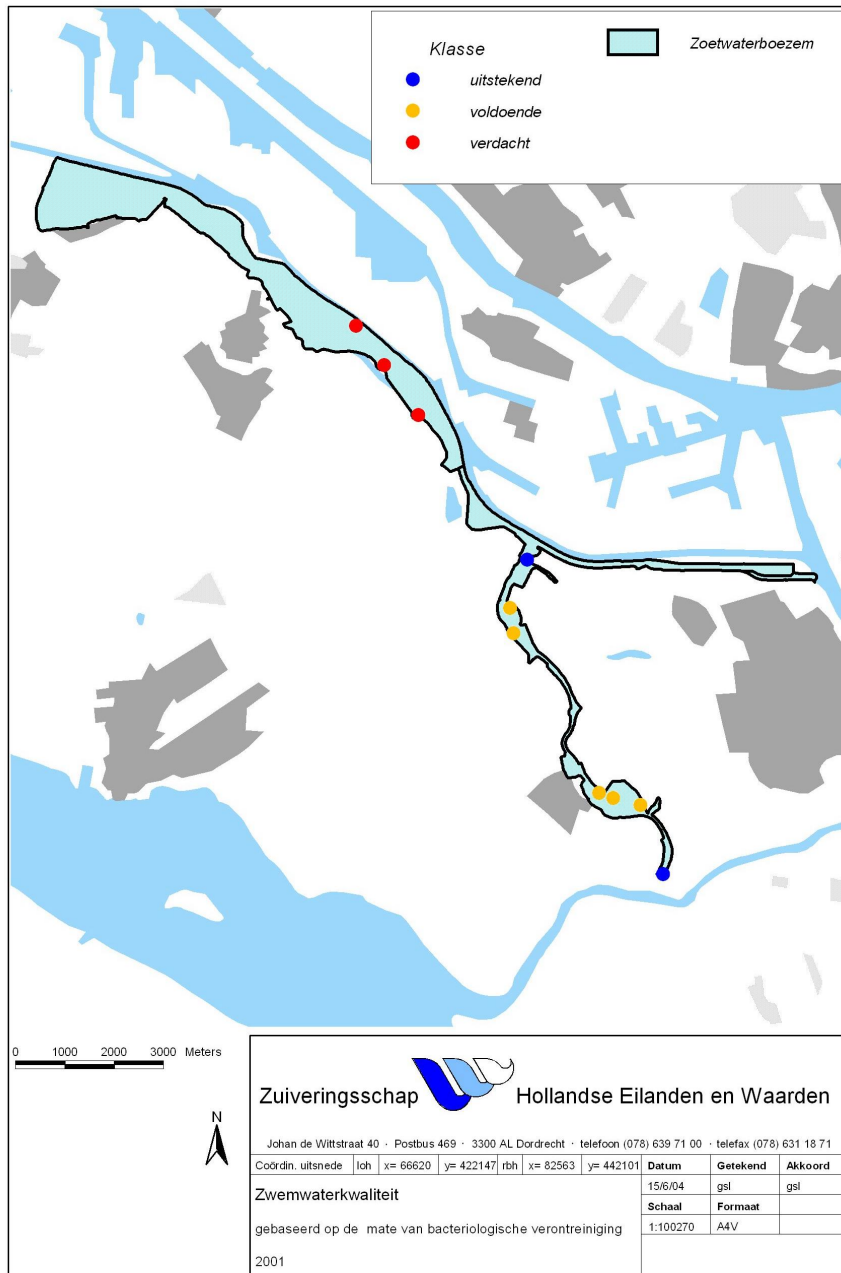 Klasse
Zoetwaterboezem
uitstekend
voldoende
verdacht
0 1000 2000 3000 Meters
N
Zuiveringsschap Hollandse Eilanden en Waarden
Johan de Wittstraat 40 · Postbus 469 · 3300 AL Dordrecht · telefoon (078) 639 71 00 · telefax (078) 631 18 71
Coördin. uitsnede loh x= 66620 y= 422147 rbh x= 82563 y= 442101 Datum Getekend Akkoord
15/6/04 gsl gsl
Zwemwaterkwaliteit
Schaal Formaat
gebaseerd op de mate van bacteriologische verontreiniging
1:100270 A4V
2001